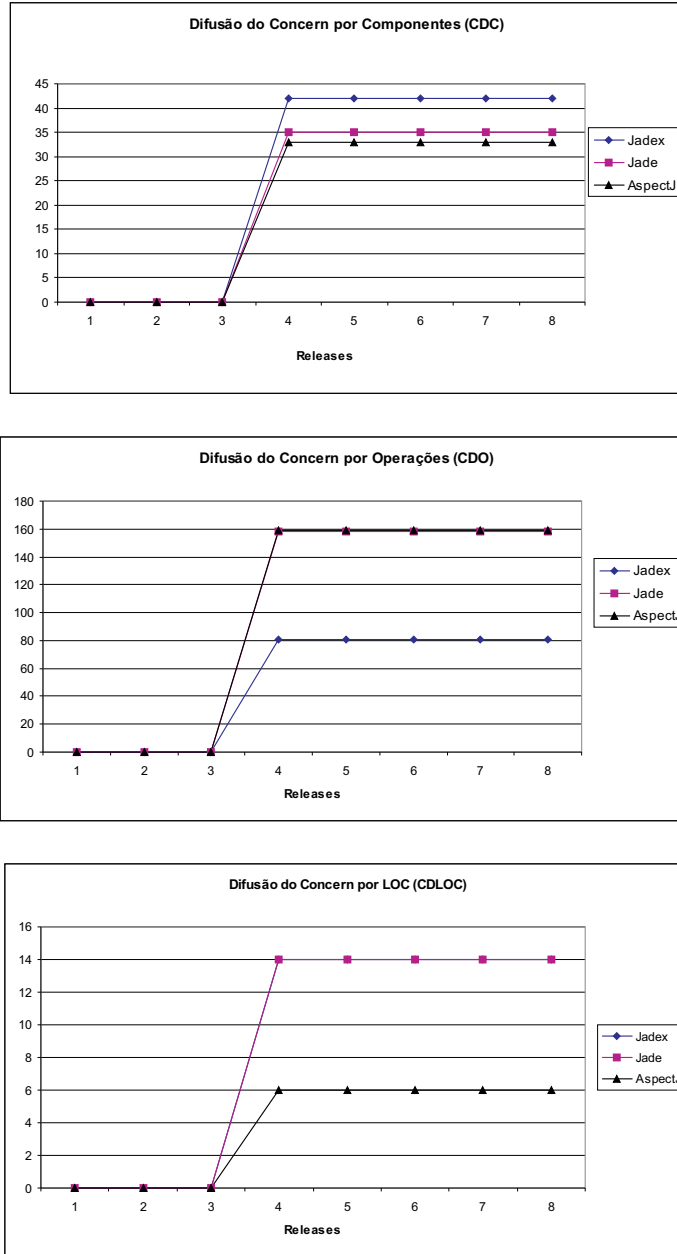 Difusão do Concern por Componentes (CDC)
45
40
35
30
25
20
15
10
5
0
1 2 3 4 5 6 7 8
Releases
Jadex
Jade
AspectJ
Difusão do Concern por Operações (CDO)
180
160
140
120
100
80
60
40
20
0
1 2 3 4 5 6 7 8
Releases
Jadex
Jade
AspectJ
Difusão do Concern por LOC (CDLOC)
16
14
12
10
8
6
4
2
0
1 2 3 4 5 6 7 8
Releases
Jadex
Jade
AspectJ